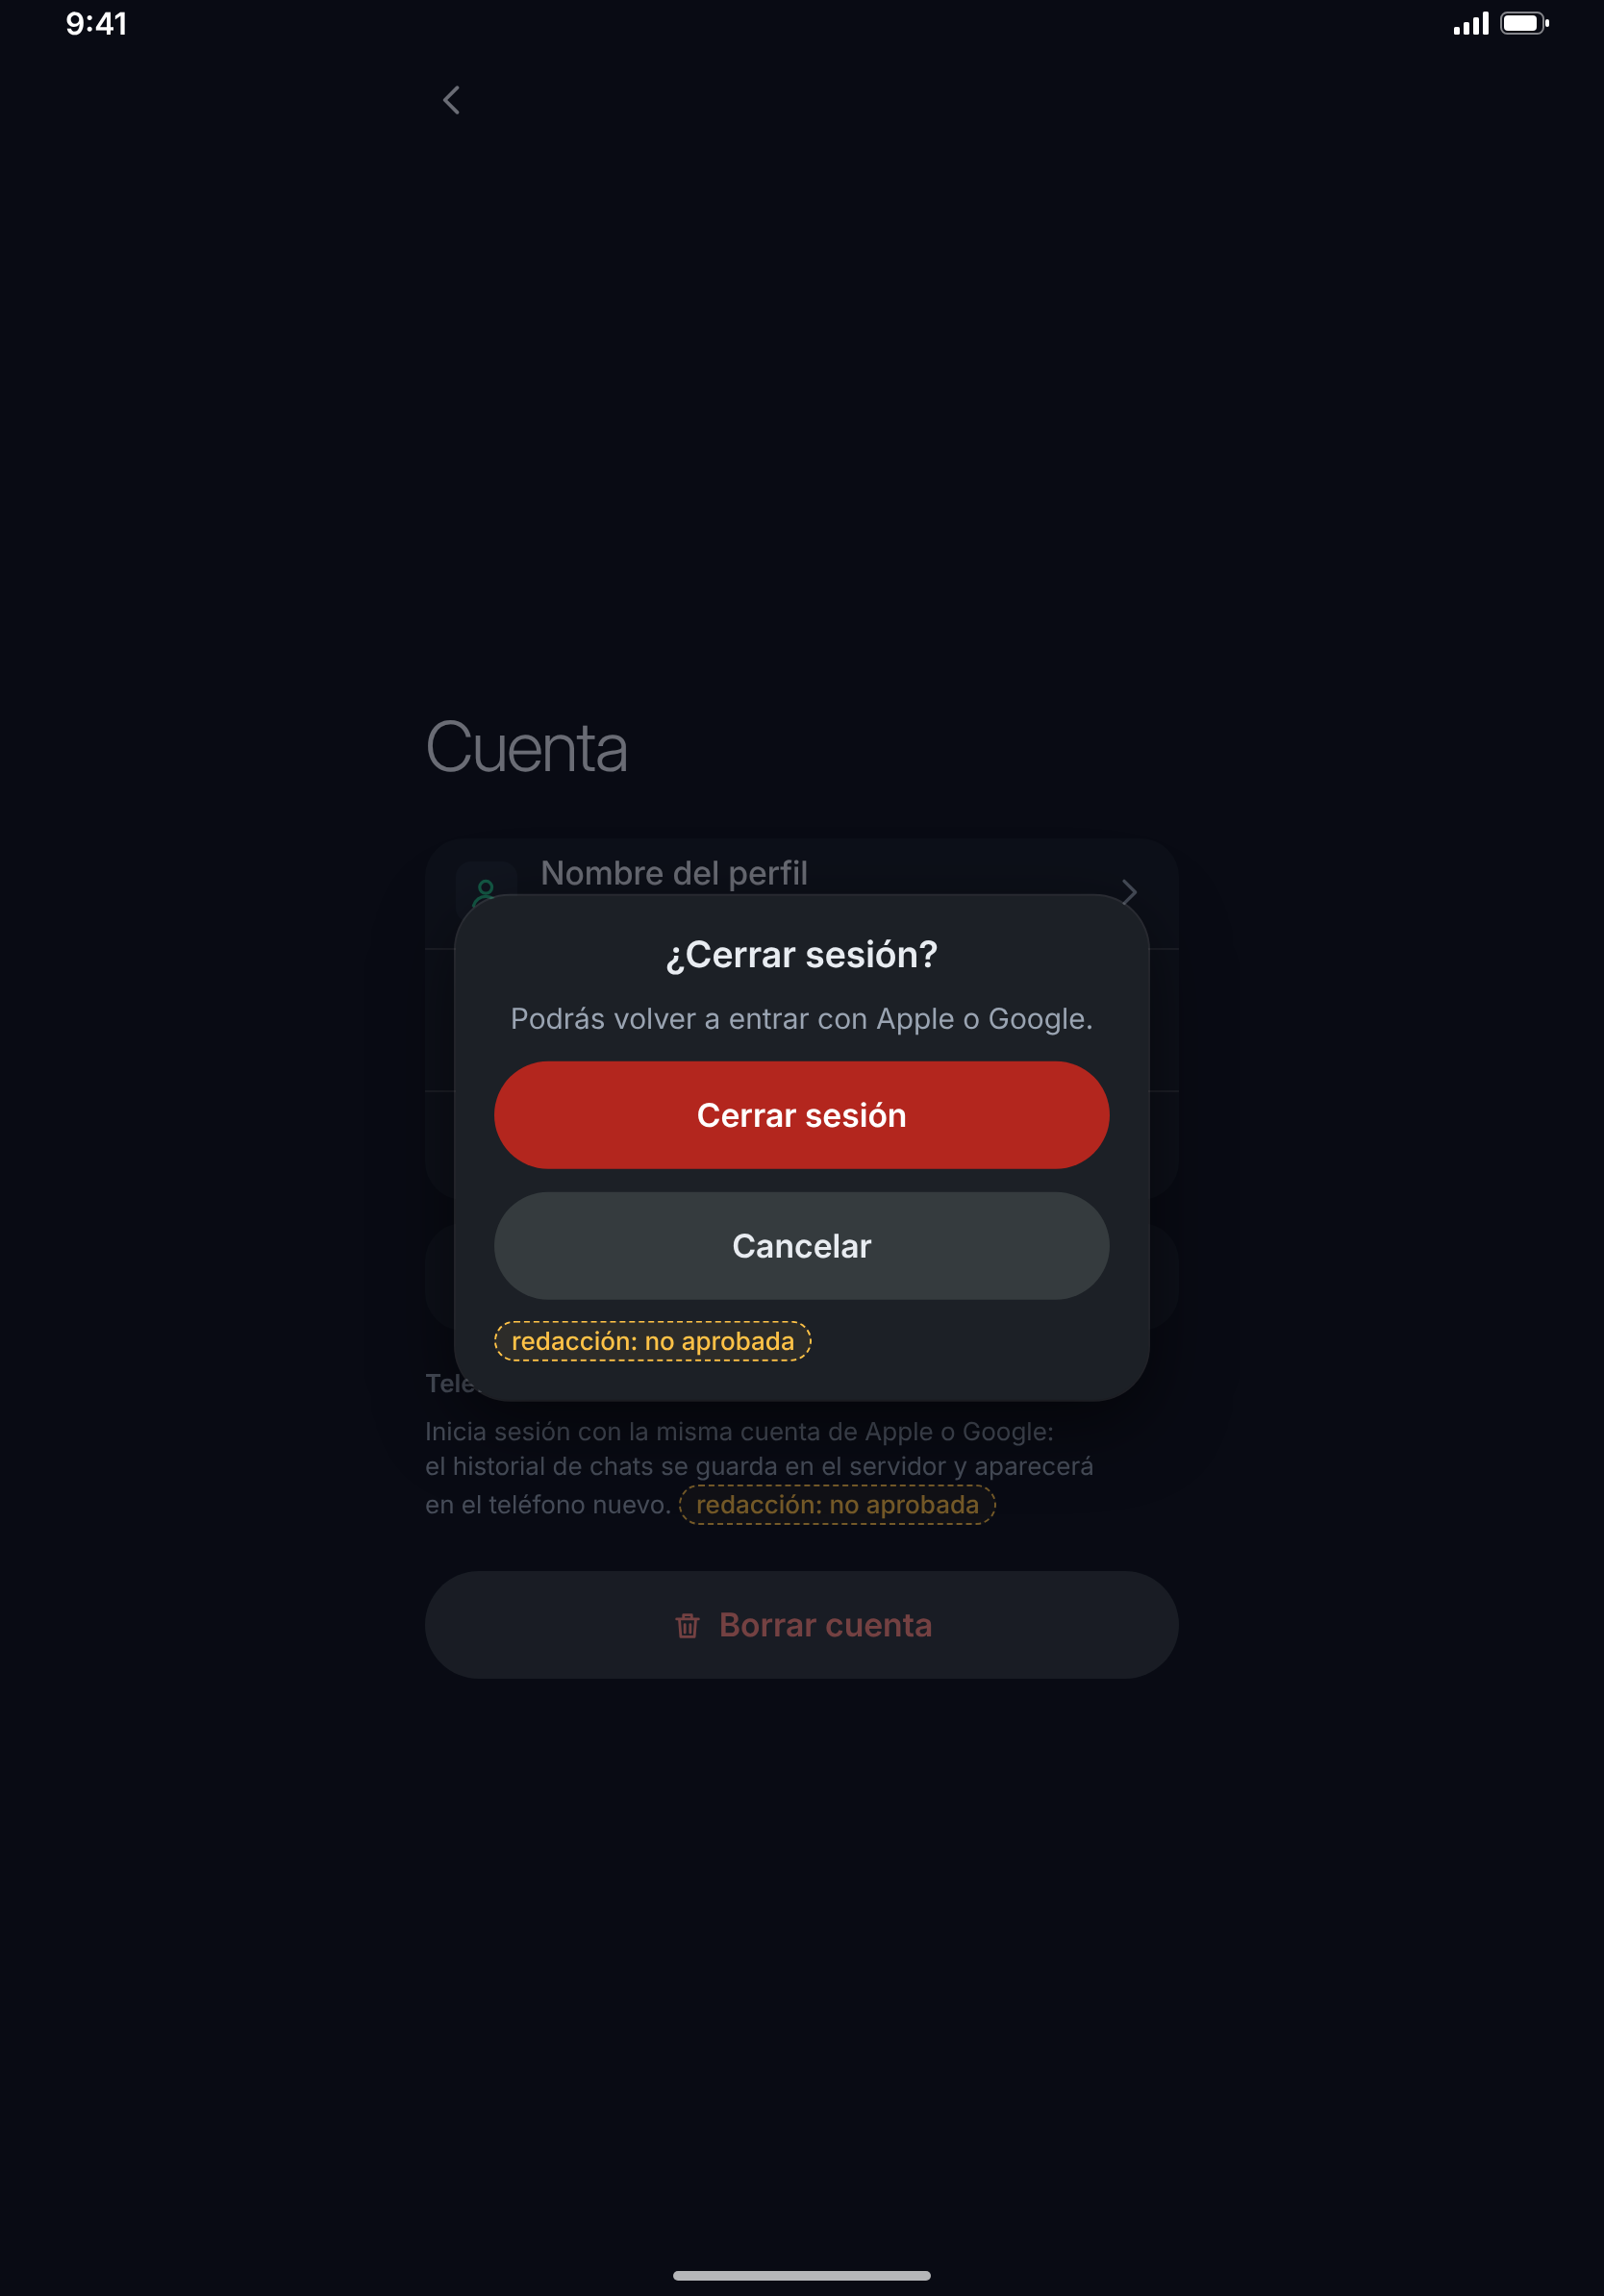 9:41
Cuenta
Nombre del perfil
¿Cerrar sesión?
Podrás volver a entrar con Apple o Google.
Cerrar sesión
Cancelar
redacción: no aprobada
Inicia sesión con la misma cuenta de Apple o Google:
el historial de chats se guarda en el servidor y aparecerá
en el teléfono nuevo. redacción: no aprobada
Borrar cuenta